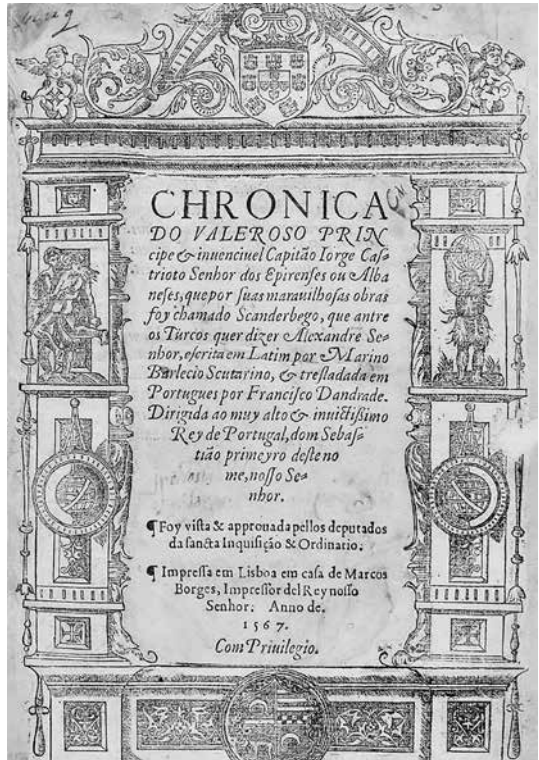 CHRONICA
DO VALEROSO PRIN
cipe & inuenciuel Capitão Iorge Cas-
trioto Senhor dos Epirenses ou Alba
neses, que por suas marauilhosas obras
foy chamado Scanderbego, que antre
os Turcos quer dizer Alexandre Se-
nhor, escrita em Latim por Marino
Barlecio Scutarino, & tresladada em
Portugues por Francisco Dandrade.
Dirigida ao muy alto & inuictissimo
Rey de Portugal, dom Sebas-
tião primeyro deste no
me, nosso Se-
nhor.
¶ Foy vista & approuada pellos deputados
da sancta Inquisição & Ordinario.
¶ Impressa em Lisboa em casa de Marcos
Borges, Impressor del Rey nosso
Senhor. Anno de.
1567.
Com Priuilegio.